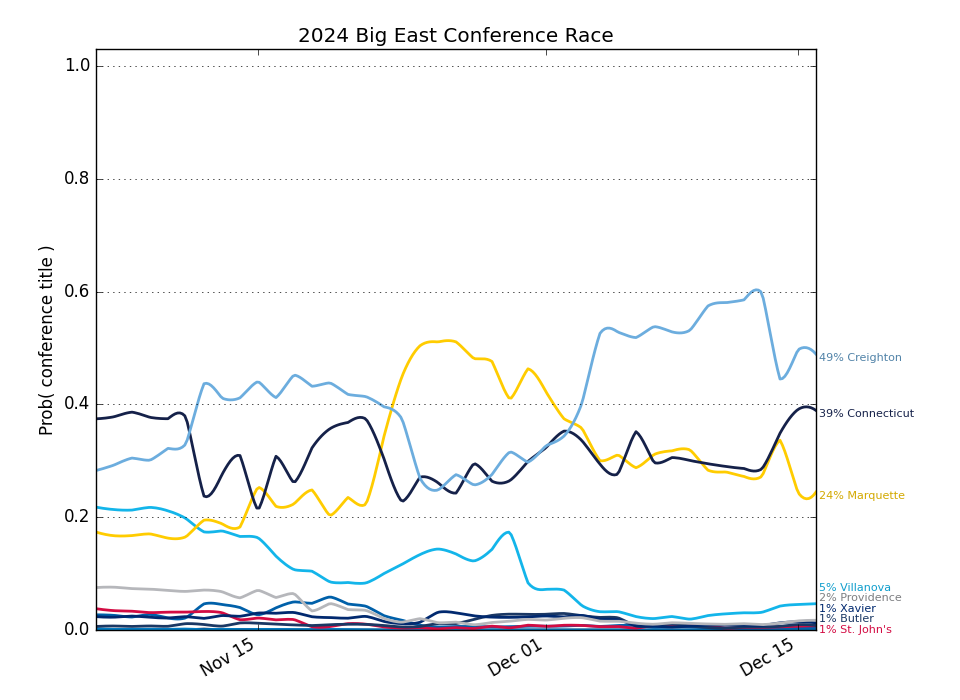 2024 Big East Conference Race
Prob( conference title )
1.0
0.8
0.6
0.4
0.2
0.0
Nov 15
Dec 01
Dec 15
49% Creighton
39% Connecticut
24% Marquette
5% Villanova
2% Providence
1% Xavier
1% Butler
1% St. John's